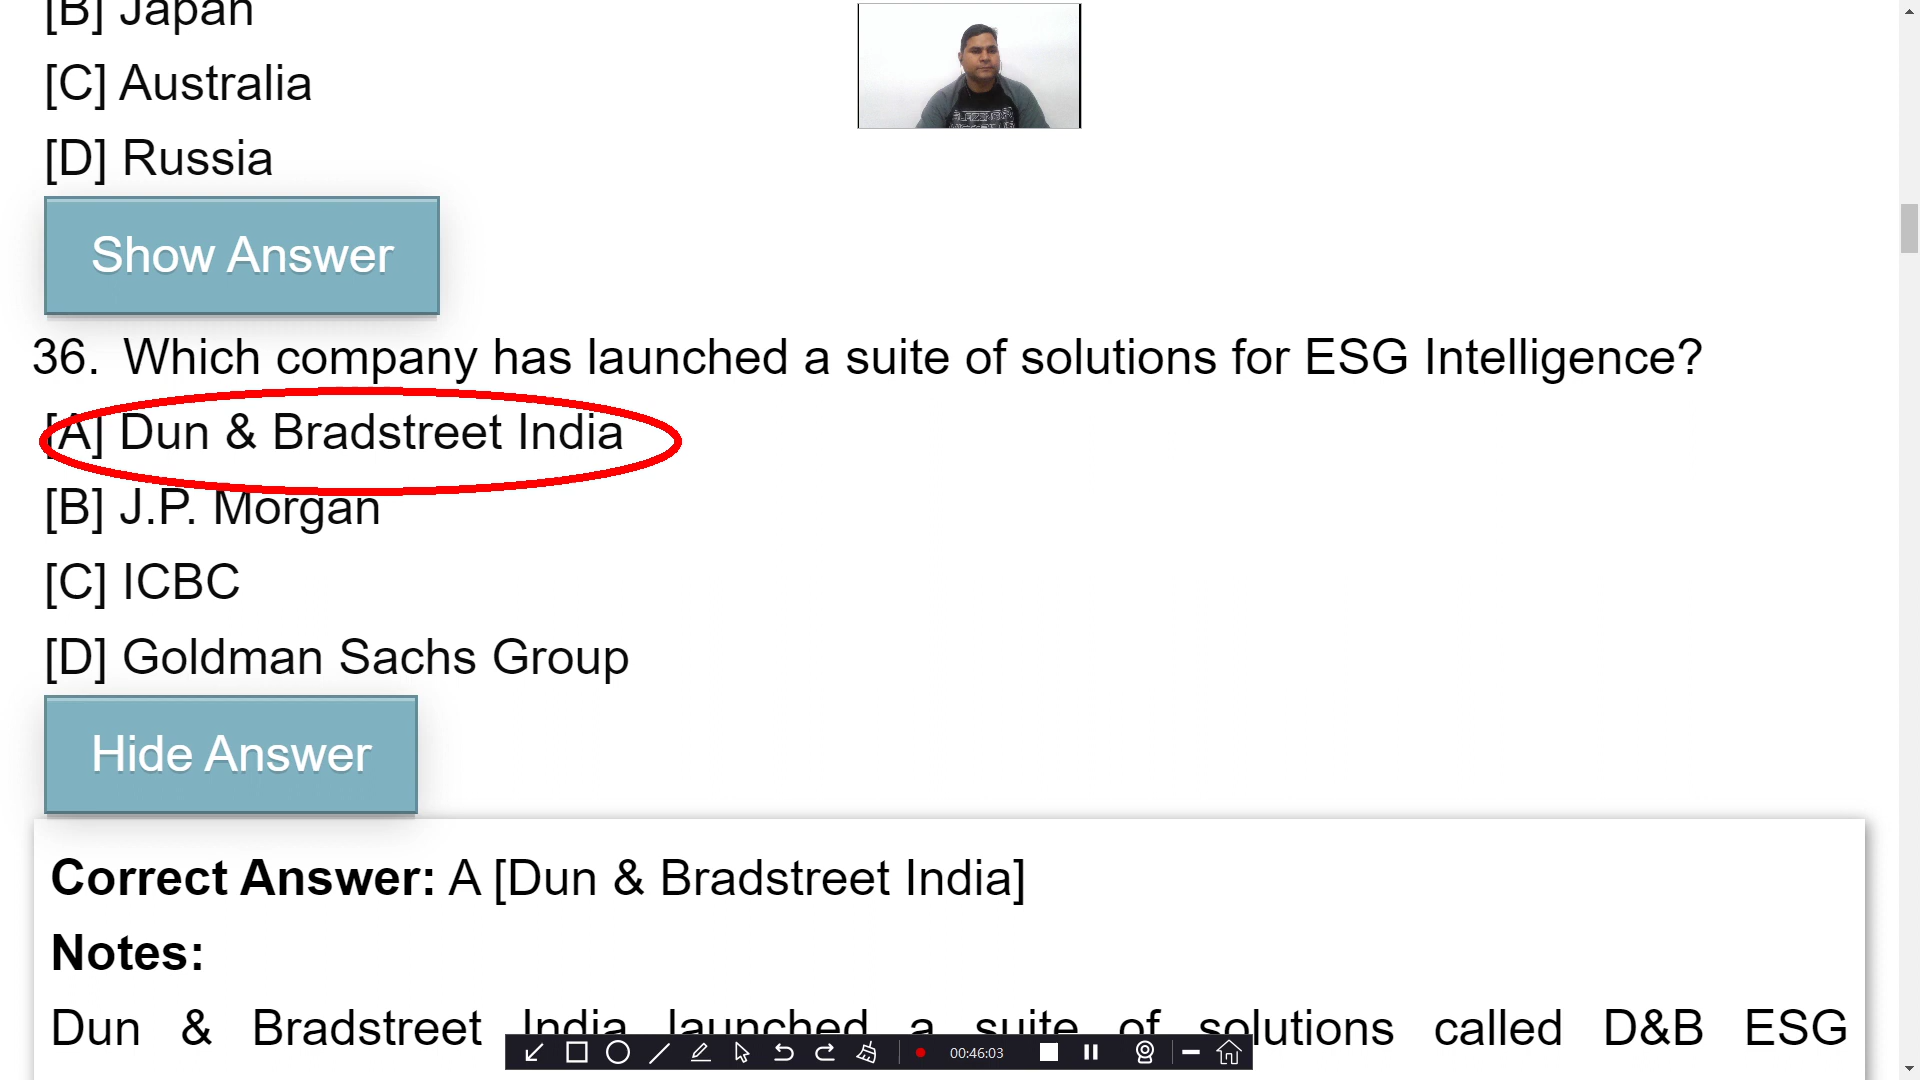 [B] Japan
[C] Australia
[D] Russia
Show Answer
36. Which company has launched a suite of solutions for ESG Intelligence?
[A] Dun & Bradstreet India
[B] J.P. Morgan
[C] ICBC
[D] Goldman Sachs Group
Hide Answer
Correct Answer: A [Dun & Bradstreet India]
Notes:
Dun & Bradstreet India launched a suite of solutions called D&B ESG
00:46:03